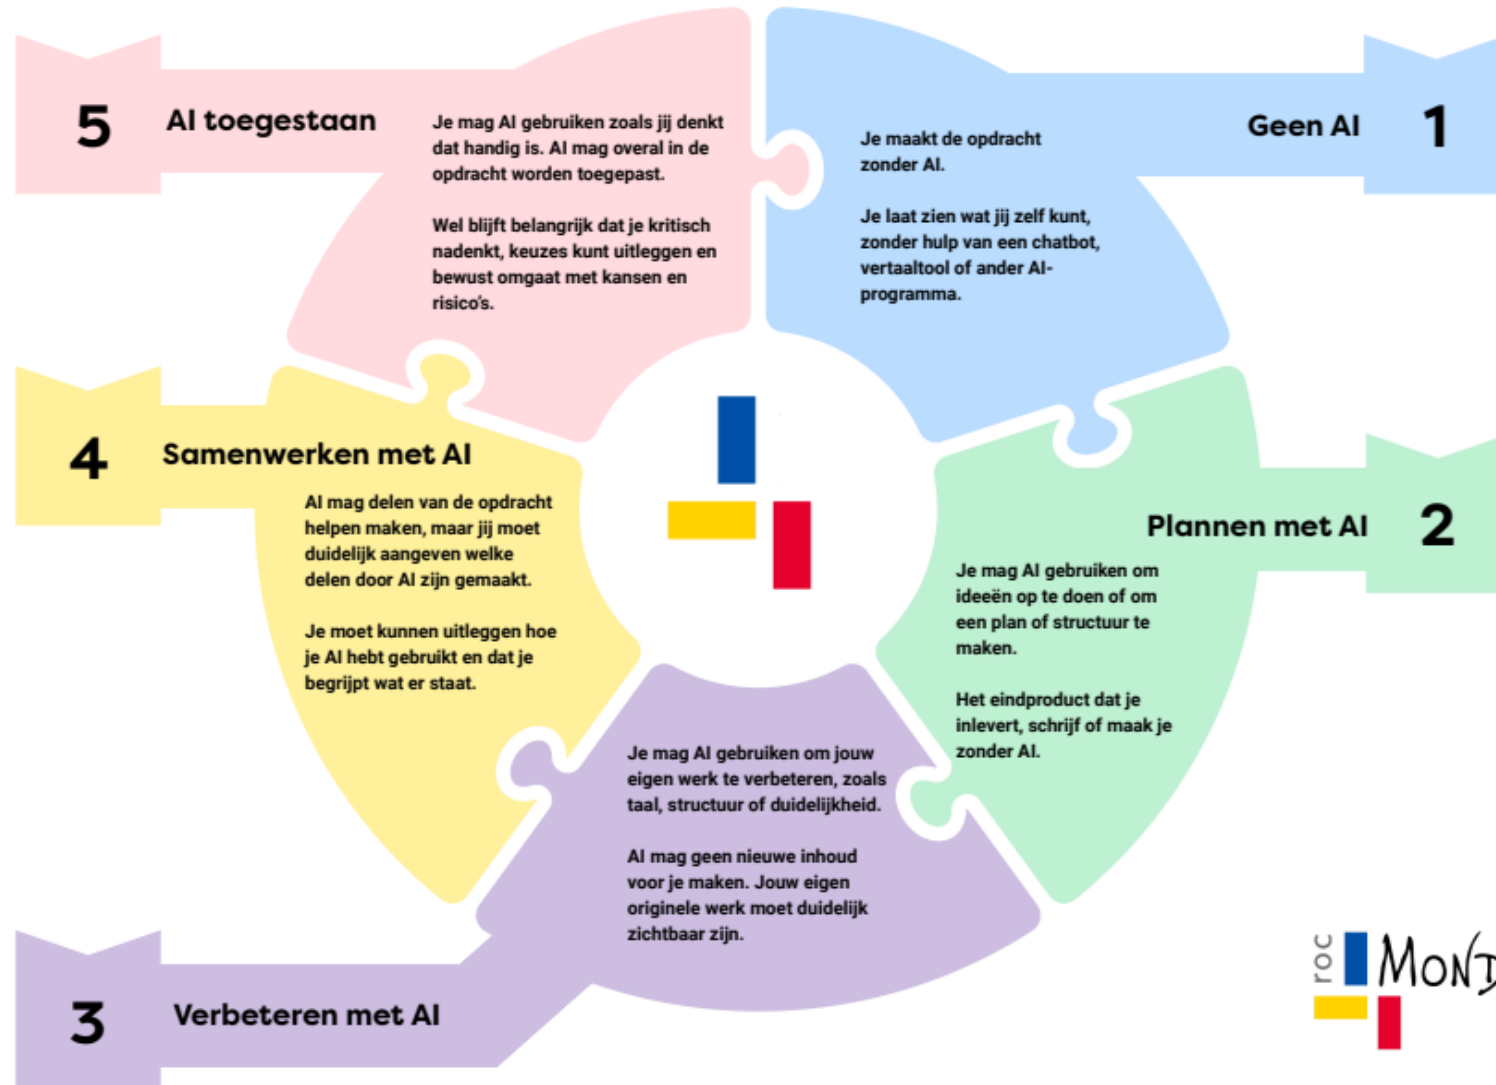 5
AI toegestaan
Je mag AI gebruiken zoals jij denkt
dat handig is. AI mag overal in de
opdracht worden toegepast.
Wel blijft belangrijk dat je kritisch
nadenkt, keuzes kunt uitleggen en
bewust omgaat met kansen en
risico's.
Geen AI
1
Je maakt de opdracht
zonder AI.
Je laat zien wat jij zelf kunt,
zonder hulp van een chatbot,
vertaaltool of ander AI-
programma.
4
Samenwerken met AI
AI mag delen van de opdracht
helpen maken, maar jij moet
duidelijk aangeven welke
delen door AI zijn gemaakt.
Je moet kunnen uitleggen hoe
je AI hebt gebruikt en dat je
begrijpt wat er staat.
Plannen met AI
2
Je mag AI gebruiken om
ideeën op te doen of om
een plan of structuur te
maken.
Het eindproduct dat je
inlevert, schrijf of maak je
zonder AI.
Je mag AI gebruiken om jouw
eigen werk te verbeteren, zoals
taal, structuur of duidelijkheid.
AI mag geen nieuwe inhoud
voor je maken. Jouw eigen
originele werk moet duidelijk
zichtbaar zijn.
3
Verbeteren met AI
roc